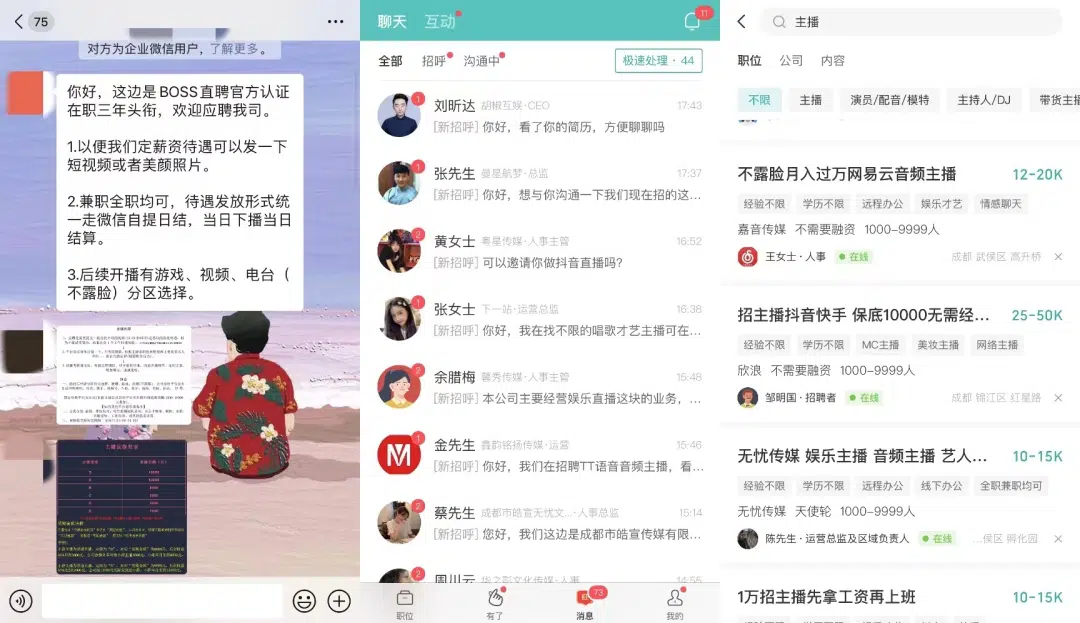 75
对方为企业微信用户，了解更多。
你好，这边是BOSS直聘官方认证
在职三年头衔，欢迎应聘我司。
1.以便我们定薪资待遇可以发一下
短视频或者美颜照片。
2.兼职全职均可，待遇发放形式统
一走微信自提日结，当日下播当日
结算。
3.后续开播有游戏、视频、电台（
不露脸）分区选择。
聊天 互动 11
全部 招呼 沟通中 极速处理·44
1 刘昕达 胡椒互娱·CEO 17:43
[新招呼] 你好，看了你的简历，方便聊聊吗
1 张先生 曼星航梦·总监 17:37
[新招呼] 你好，想与你沟通一下我们现在招的这...
2 黄女士 粤星传媒·人事主管 16:52
[新招呼] 可以邀请你做抖音直播吗?
1 张女士 下一站·运营总监 16:38
[新招呼] 你好，我在找不限的唱歌才艺主播可在...
1 余腊梅 馨秀传媒·人事主管 15:48
[新招呼] 本公司主要经营娱乐直播这块的业务，...
1 金先生 鑫韵铭扬传媒·运营 15:46
[新招呼] 你好，我们在招聘TT语音音频主播，看...
2 蔡先生 成都市皓宣无忧文...·人事总监 15:14
[新招呼] 您好，我们这边是成都市皓宣传媒有限...
2 周川云 华之彭文化传媒·人事 14:55
职位 有了 73 消息 我的
主播
职位 公司 内容
不限 主播 演员/配音/模特 主持人/DJ 带货主播
不露脸月入过万网易云音频主播 12-20K
经验不限 学历不限 远程办公 娱乐才艺 情感聊天
嘉音传媒 不需要融资 1000-9999人
王女士·人事 在线 成都 武侯区 高升桥
招主播抖音快手 保底10000无需经... 25-50K
经验不限 学历不限 MC主播 美妆主播 网络主播
欣浪 不需要融资 1000-9999人
邹明国·招聘者 在线 成都 锦江区 红星路
无忧传媒 娱乐主播 音频主播 艺人... 10-15K
经验不限 学历不限 远程办公 线下办公 全职兼职均可
无忧传媒 天使轮 1000-9999人
陈先生·运营总监及区域负责人 在线 ...侯区 孵化园
1万招主播先拿工资再上班 10-15K